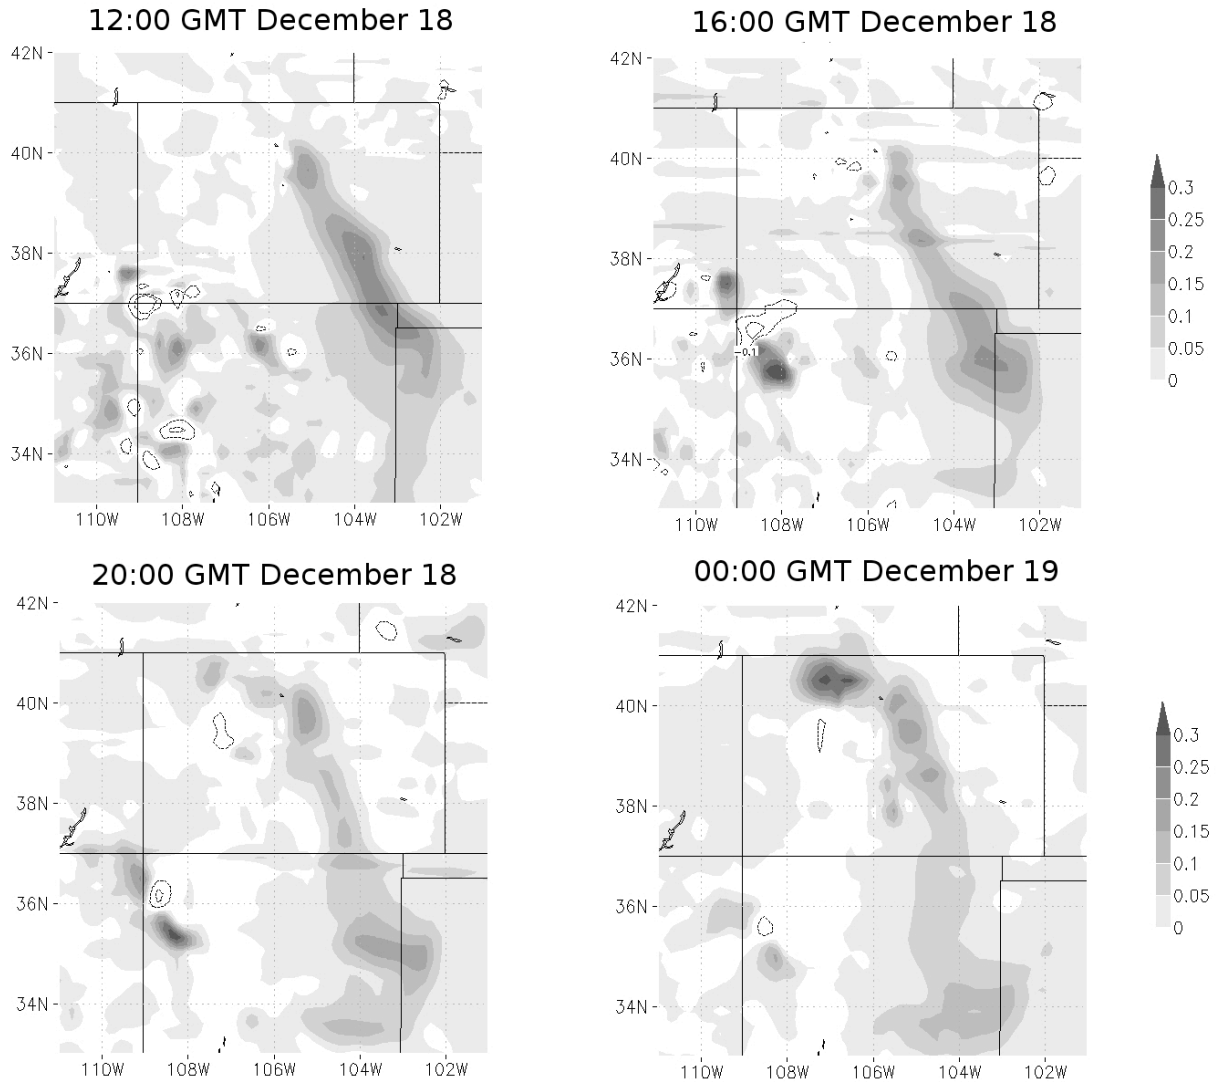 12:00 GMT December 18
16:00 GMT December 18
42N
40N
38N
36N
34N
110W 108W 106W 104W 102W
42N
40N
38N
36N
34N
-0.1
110W 108W 106W 104W 102W
0.3
0.25
0.2
0.15
0.1
0.05
0
20:00 GMT December 18
00:00 GMT December 19
42N
40N
38N
36N
34N
110W 108W 106W 104W 102W
42N
40N
38N
36N
34N
110W 108W 106W 104W 102W
0.3
0.25
0.2
0.15
0.1
0.05
0